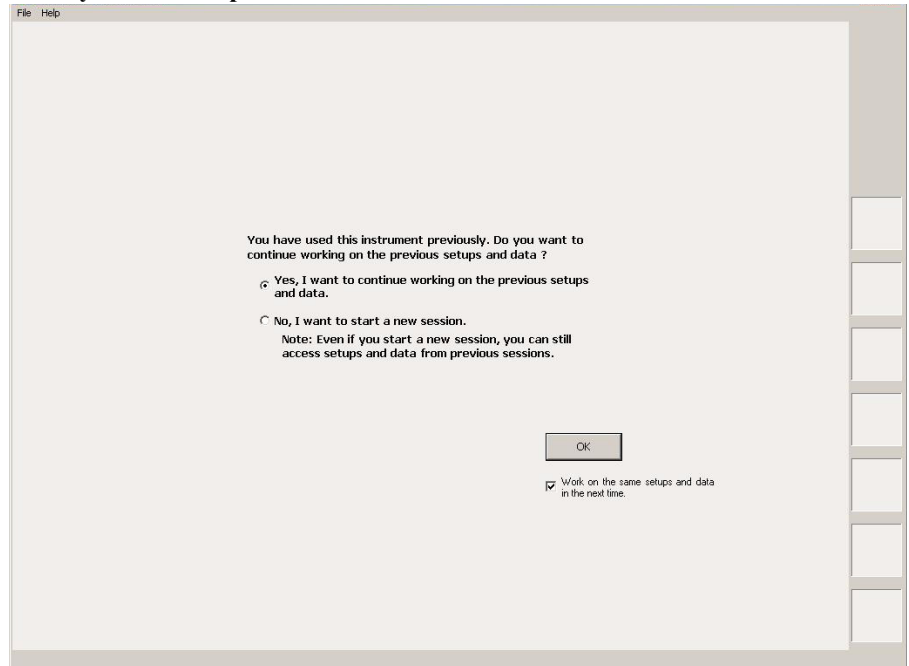 File Help
You have used this instrument previously. Do you want to
continue working on the previous setups and data ?
Yes, I want to continue working on the previous setups
and data.
No, I want to start a new session.
Note: Even if you start a new session, you can still
access setups and data from previous sessions.
OK
Work on the same setups and data
in the next time.